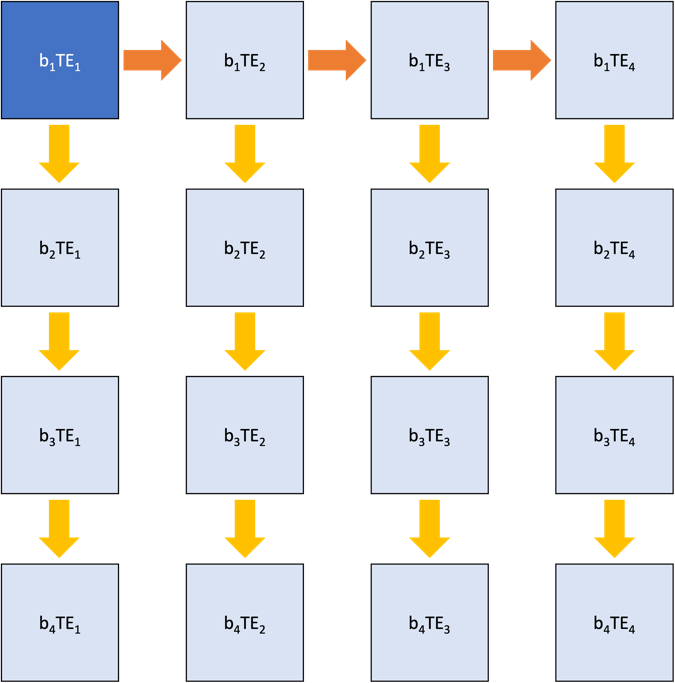 b₁TE₁
b₁TE₂
b₁TE₃
b₁TE₄
b₂TE₁
b₂TE₂
b₂TE₃
b₂TE₄
b₃TE₁
b₃TE₂
b₃TE₃
b₃TE₄
b₄TE₁
b₄TE₂
b₄TE₃
b₄TE₄